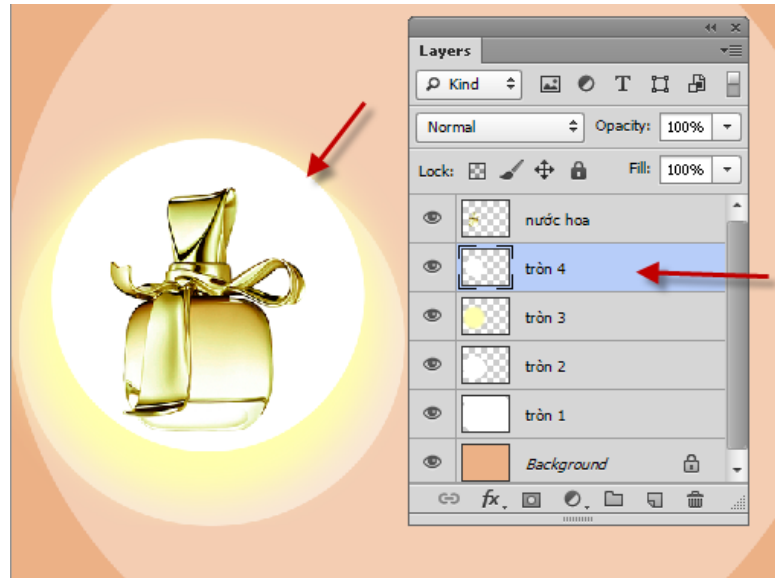 Layers
Kind
Normal Opacity: 100%
Lock: Fill: 100%
nước hoa
tròn 4
tròn 3
tròn 2
tròn 1
Background
fx